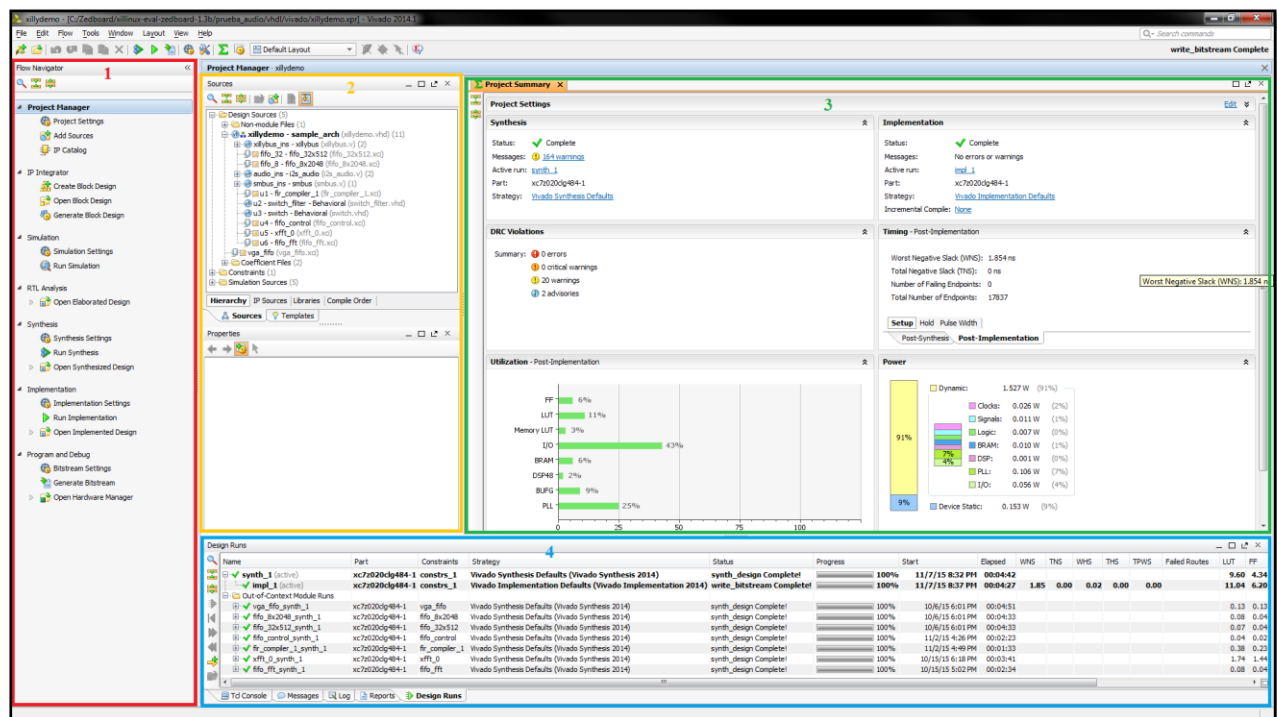 xillydemo - [C:/Zedboard/xillinux-eval-zedboard-1.3b/prueba_audio/vhdl/vivado/xillydemo.xpr] - Vivado 2014.1
File Edit Flow Tools Window Layout View Help
Q- Search commands
Default Layout
write_bitstream Complete
Flow Navigator
1
Project Manager
Project Settings
Add Sources
IP Catalog
IP Integrator
Create Block Design
Open Block Design
Generate Block Design
Simulation
Simulation Settings
Run Simulation
RTL Analysis
Open Elaborated Design
Synthesis
Synthesis Settings
Run Synthesis
Open Synthesized Design
Implementation
Implementation Settings
Run Implementation
Open Implemented Design
Program and Debug
Bitstream Settings
Generate Bitstream
Open Hardware Manager
Project Manager - xillydemo
Sources
2
Design Sources (5)
Non-module Files (1)
xillydemo - sample_arch (xillydemo.vhd) (11)
xillybus_ins - xillybus (xillybus.v) (2)
fifo_32 - fifo_32x512 (fifo_32x512.xci)
fifo_8 - fifo_8x2048 (fifo_8x2048.xci)
audio_ins - i2s_audio (i2s_audio.v) (2)
smbus_ins - smbus (smbus.v) (1)
u1 - fir_compiler_1 (fir_compiler_1.xci)
u2 - switch_filter - Behavioral (switch_filter.vhd)
u3 - switch - Behavioral (switch.vhd)
u4 - fifo_control (fifo_control.xci)
u5 - xfft_0 (xfft_0.xci)
u6 - fifo_fft (fifo_fft.xci)
vga_fifo (vga_fifo.xci)
Coefficient Files (2)
Constraints (1)
Simulation Sources (5)
Hierarchy IP Sources Libraries Compile Order
Sources Templates
Properties
Project Summary
3
Project Settings
Edit
Synthesis
Status: Complete
Messages: 164 warnings
Active run: synth_1
Part: xc7z020clg484-1
Strategy: Vivado Synthesis Defaults
Implementation
Status: Complete
Messages: No errors or warnings
Active run: impl_1
Part: xc7z020clg484-1
Strategy: Vivado Implementation Defaults
Incremental Compile: None
DRC Violations
Summary: 0 errors
0 critical warnings
20 warnings
2 advisories
Timing - Post-Implementation
Worst Negative Slack (WNS): 1.854 ns
Total Negative Slack (TNS): 0 ns
Number of Failing Endpoints: 0
Total Number of Endpoints: 17837
Worst Negative Slack (WNS): 1.854 n
Setup Hold Pulse Width
Post-Synthesis Post-Implementation
Utilization - Post-Implementation
FF 6%
LUT 11%
Memory LUT 3%
I/O 43%
BRAM 6%
DSP48 2%
BUFG 9%
PLL 25%
0 25 50 75 100
Power
91%
9%
7%
4%
Dynamic: 1.527 W (91%)
Clocks: 0.026 W (2%)
Signals: 0.011 W (1%)
Logic: 0.007 W (0%)
BRAM: 0.010 W (1%)
DSP: 0.001 W (0%)
PLL: 0.106 W (7%)
I/O: 0.056 W (4%)
Device Static: 0.153 W (9%)
Design Runs
4
Name Part Constraints Strategy Status Progress Start Elapsed WNS TNS WHS THS TPWS Failed Routes LUT FF
synth_1 (active) xc7z020clg484-1 constrs_1 Vivado Synthesis Defaults (Vivado Synthesis 2014) synth_design Complete! 100% 11/7/15 8:32 PM 00:04:42 9.60 4.34
impl_1 (active) xc7z020clg484-1 constrs_1 Vivado Implementation Defaults (Vivado Implementation 2014) write_bitstream Complete! 100% 11/7/15 8:37 PM 00:04:27 1.85 0.00 0.02 0.00 0.00 11.04 6.20
Out-of-Context Module Runs
vga_fifo_synth_1 xc7z020clg484-1 vga_fifo Vivado Synthesis Defaults (Vivado Synthesis 2014) synth_design Complete! 100% 10/6/15 6:01 PM 00:04:51 0.13 0.13
fifo_8x2048_synth_1 xc7z020clg484-1 fifo_8x2048 Vivado Synthesis Defaults (Vivado Synthesis 2014) synth_design Complete! 100% 10/6/15 6:01 PM 00:04:33 0.08 0.04
fifo_32x512_synth_1 xc7z020clg484-1 fifo_32x512 Vivado Synthesis Defaults (Vivado Synthesis 2014) synth_design Complete! 100% 10/6/15 6:01 PM 00:04:33 0.07 0.04
fifo_control_synth_1 xc7z020clg484-1 fifo_control Vivado Synthesis Defaults (Vivado Synthesis 2014) synth_design Complete! 100% 11/2/15 4:26 PM 00:02:23 0.04 0.02
fir_compiler_1_synth_1 xc7z020clg484-1 fir_compiler_1 Vivado Synthesis Defaults (Vivado Synthesis 2014) synth_design Complete! 100% 11/2/15 4:49 PM 00:01:33 0.38 0.23
xfft_0_synth_1 xc7z020clg484-1 xfft_0 Vivado Synthesis Defaults (Vivado Synthesis 2014) synth_design Complete! 100% 10/15/15 6:18 PM 00:03:41 1.74 1.44
fifo_fft_synth_1 xc7z020clg484-1 fifo_fft Vivado Synthesis Defaults (Vivado Synthesis 2014) synth_design Complete! 100% 10/15/15 5:02 PM 00:02:34 0.08 0.04
Tcl Console Messages Log Reports Design Runs